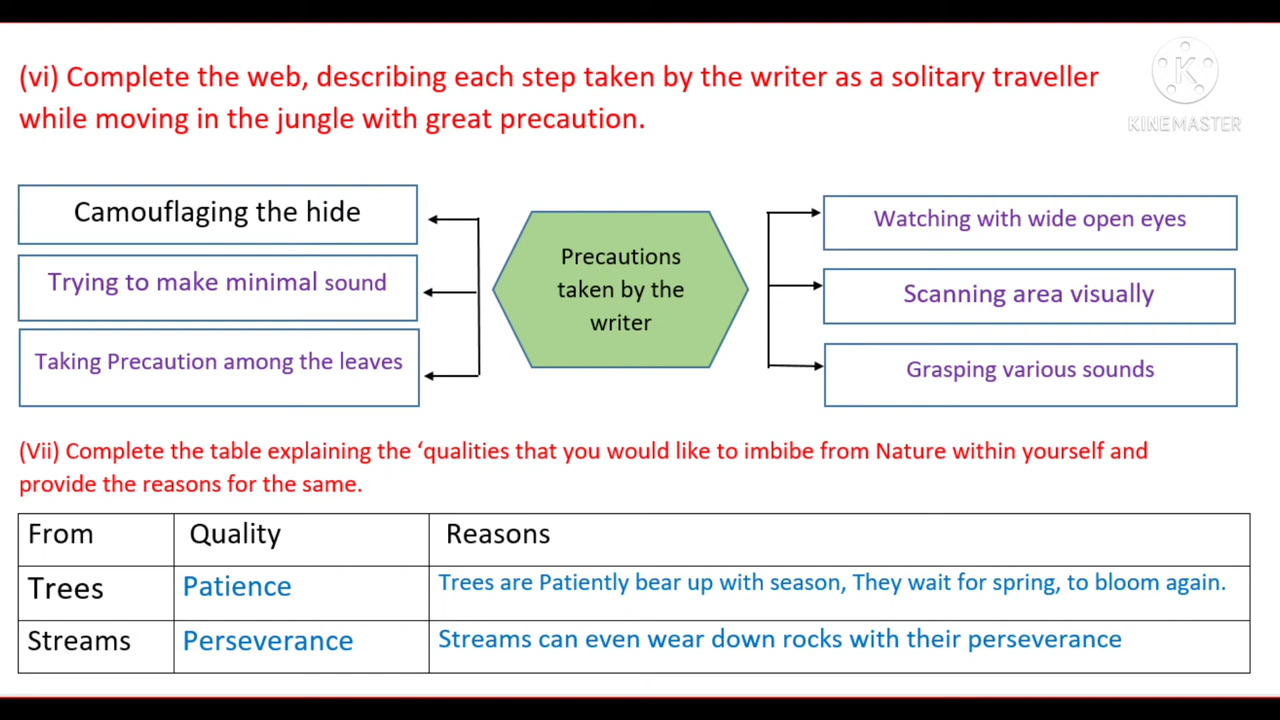 (vi) Complete the web, describing each step taken by the writer as a solitary traveller
while moving in the jungle with great precaution.
K
KINEMASTER
Camouflaging the hide
Trying to make minimal sound
Taking Precaution among the leaves
Precautions
taken by the
writer
Watching with wide open eyes
Scanning area visually
Grasping various sounds
(Vii) Complete the table explaining the ‘qualities that you would like to imbibe from Nature within yourself and
provide the reasons for the same.
From Quality Reasons
Trees Patience Trees are Patiently bear up with season, They wait for spring, to bloom again.
Streams Perseverance Streams can even wear down rocks with their perseverance